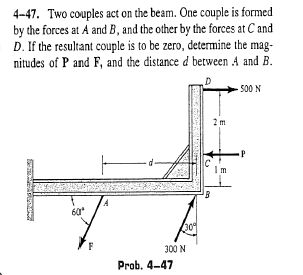 4–47. Two couples act on the beam. One couple is formed
by the forces at A and B, and the other by the forces at C and
D. If the resultant couple is to be zero, determine the mag-
nitudes of P and F, and the distance d between A and B.
D
500 N
2 m
P
d
C
1 m
A
B
60°
30°
F
300 N
Prob. 4–47